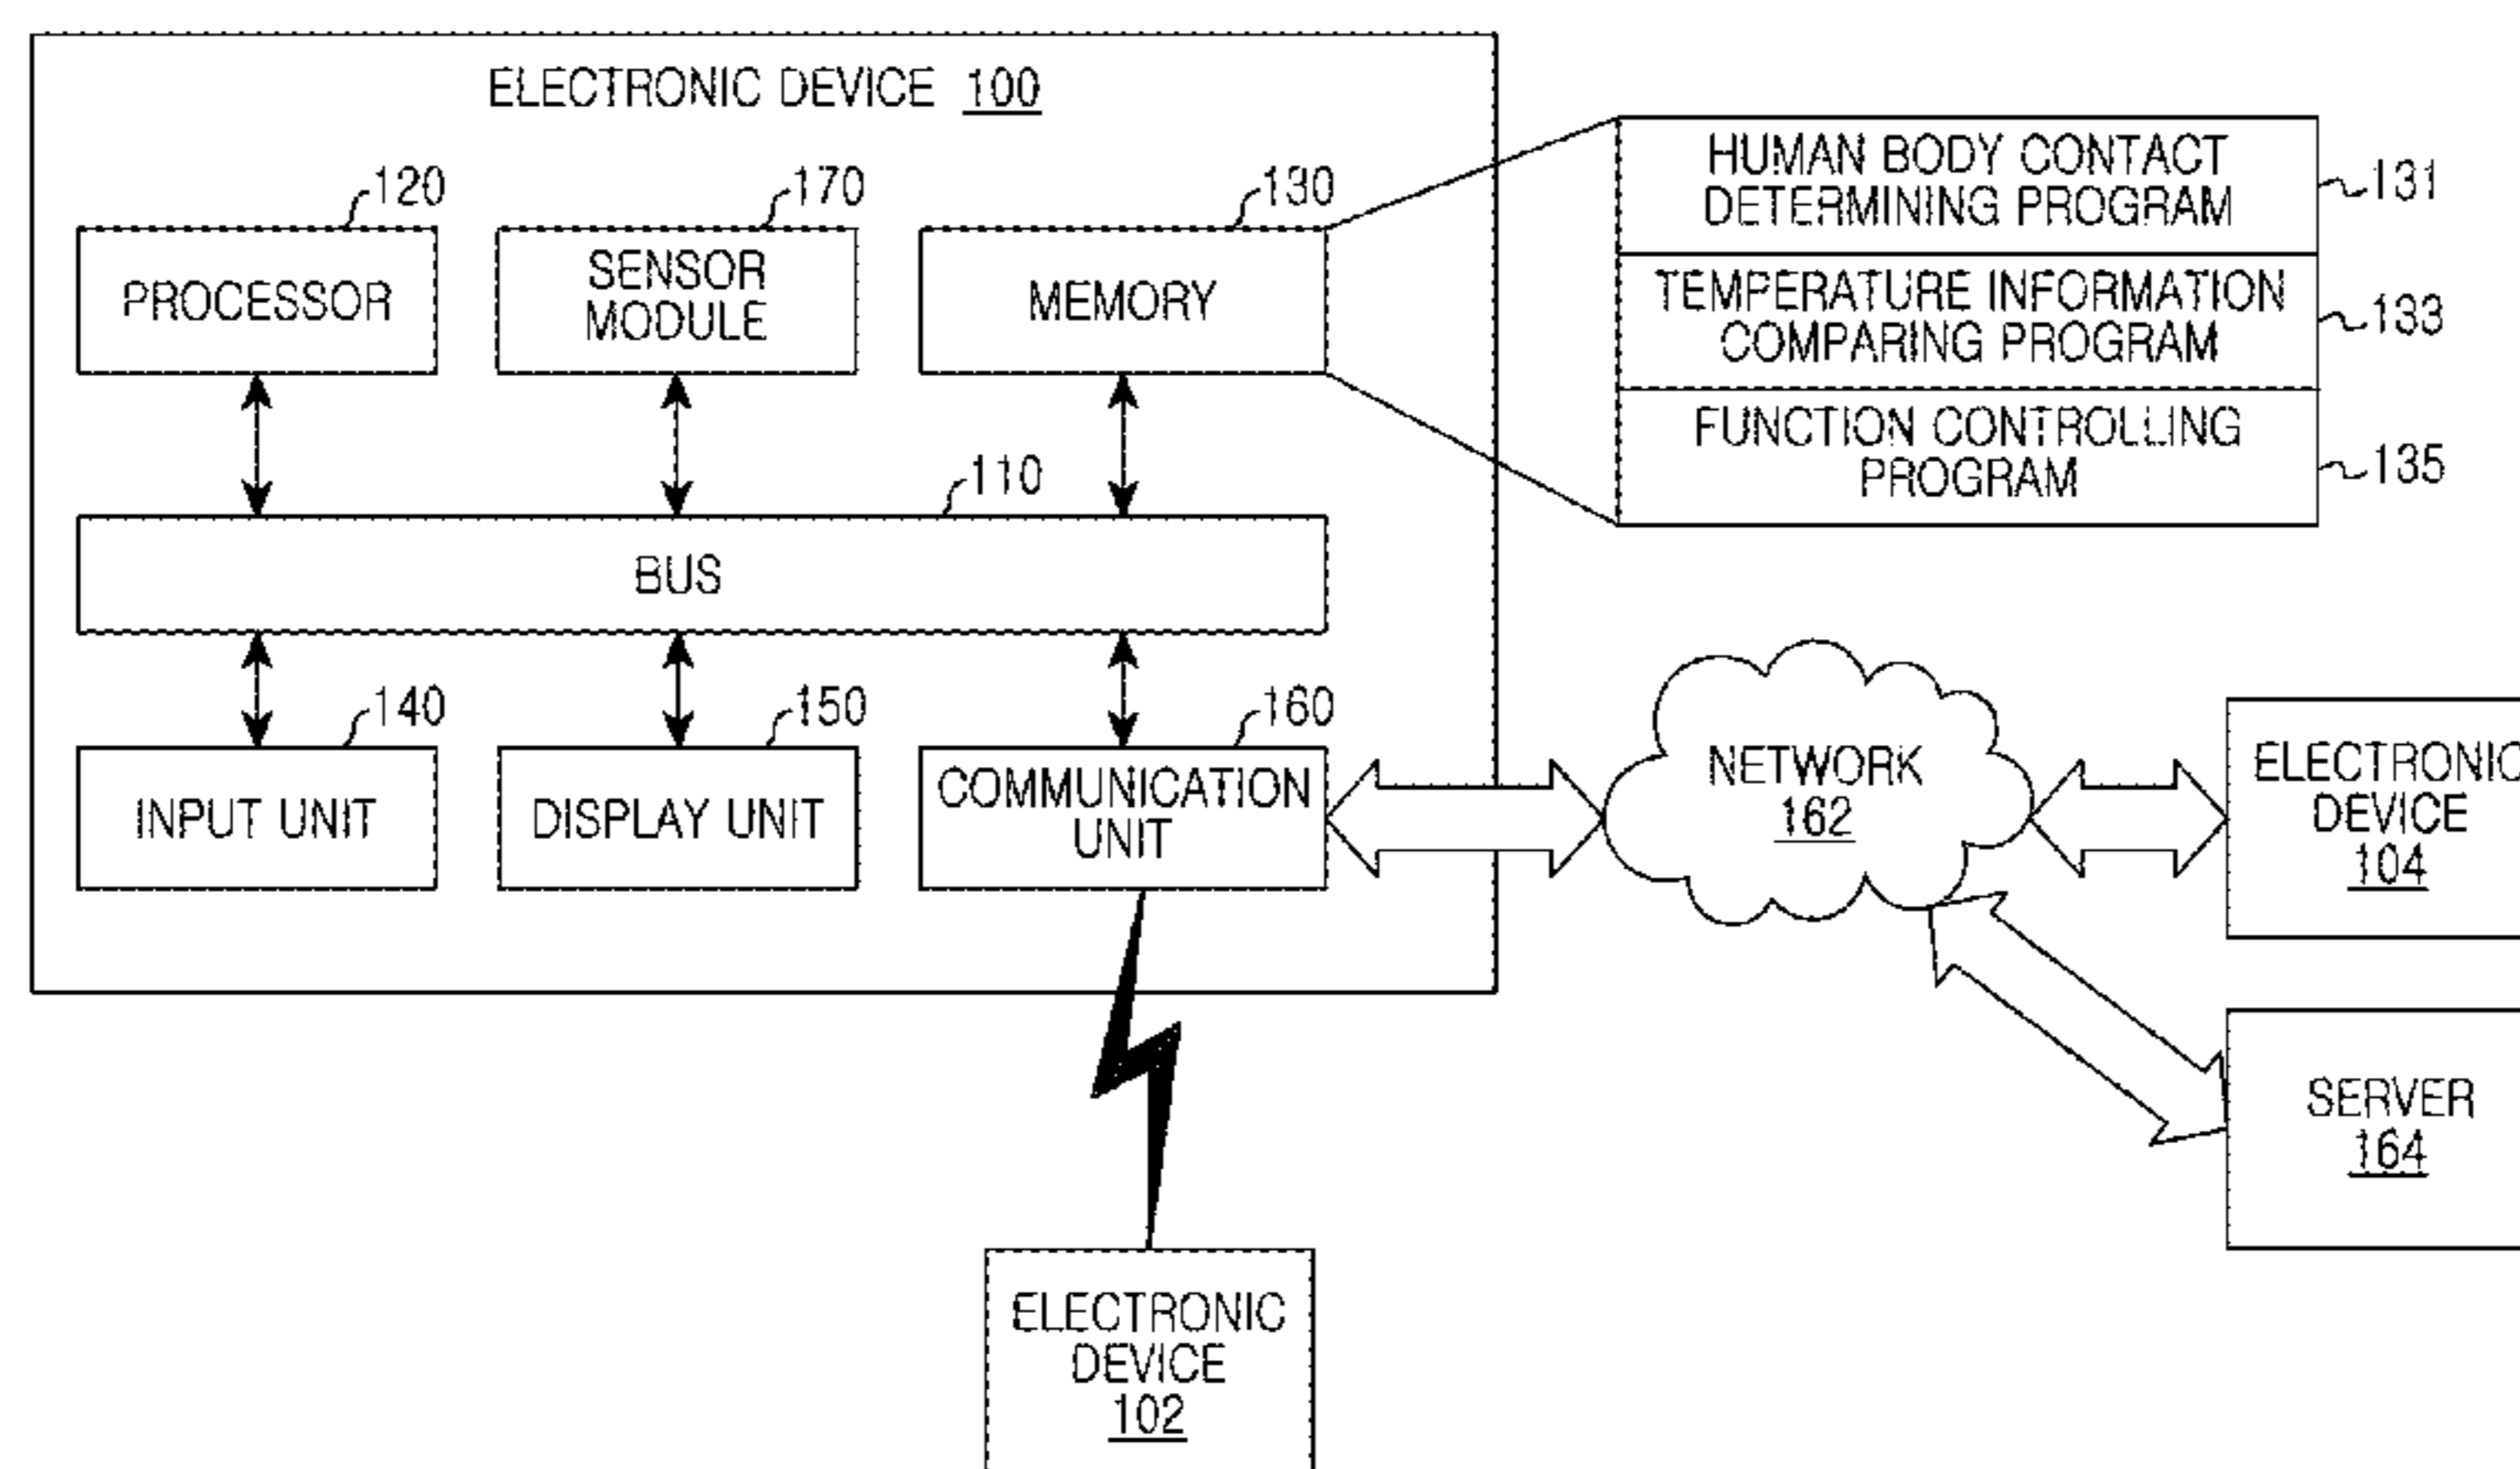 ELECTRONIC DEVICE 100
120
170
130
PROCESSOR
SENSOR
MODULE
MEMORY
HUMAN BODY CONTACT
DETERMINING PROGRAM
131
TEMPERATURE INFORMATION
COMPARING PROGRAM
133
FUNCTION CONTROLLING
PROGRAM
135
110
BUS
140
150
160
INPUT UNIT
DISPLAY UNIT
COMMUNICATION
UNIT
NETWORK
162
ELECTRONIC
DEVICE
104
SERVER
164
ELECTRONIC
DEVICE
102